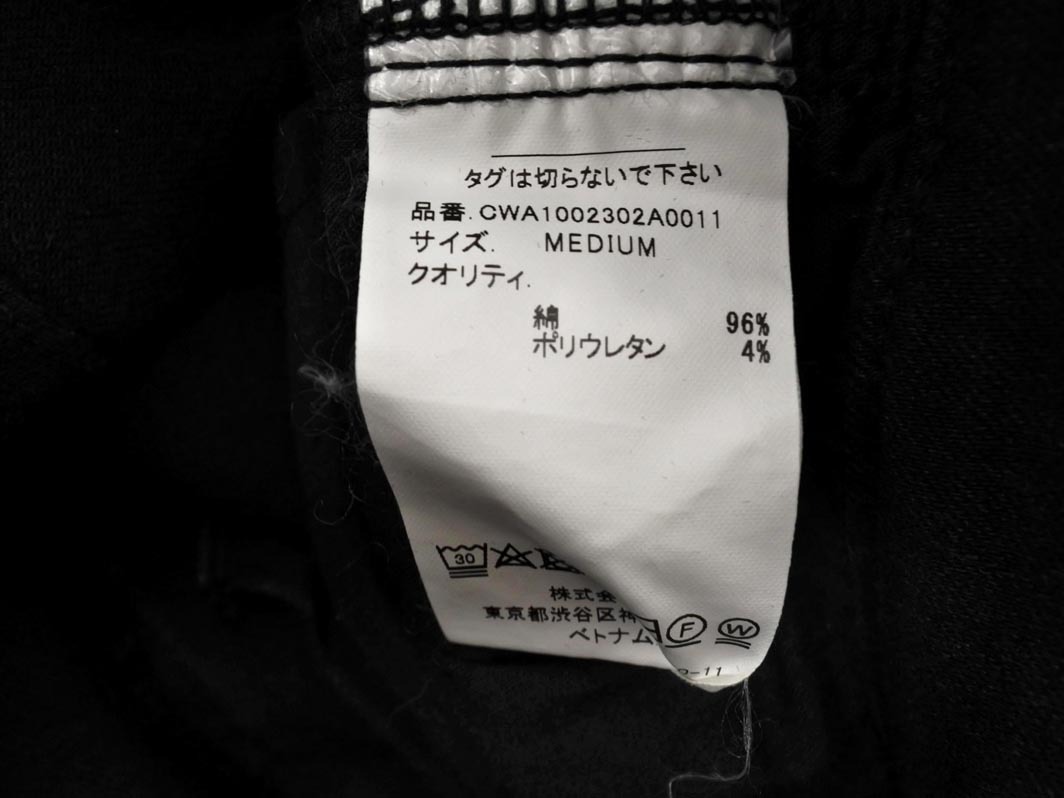 タグは切らないで下さい
品番. CWA1002302A0011
サイズ. MEDIUM
クオリティ.
綿 96%
ポリウレタン 4%
30
株式会
東京都渋谷区神
ベトナム
F W
-11